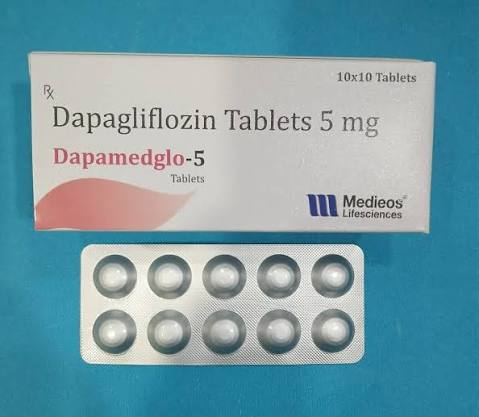 10x10 Tablets
Rx
Dapagliflozin Tablets 5 mg
Dapamedglo-5
Tablets
Medieos®
Lifesciences